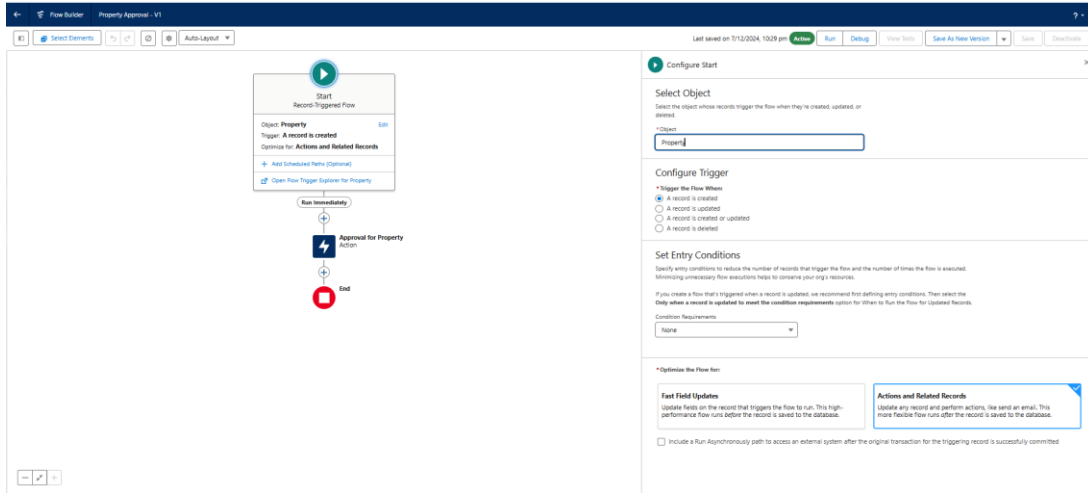 Flow Builder
Property Approval - V1
?
Select Elements
Auto-Layout
Last saved on 7/12/2024, 10:29 pm
Active
Run
Debug
View Tests
Save As New Version
Save
Deactivate
Start
Record-Triggered Flow
Object: Property
Edit
Trigger: A record is created
Optimize for: Actions and Related Records
+ Add Scheduled Paths (Optional)
Open Flow Trigger Explorer for Property
Run Immediately
Approval for Property
Action
End
Configure Start
Select Object
Select the object whose records trigger the flow when they're created, updated, or
deleted.
*Object
Property
Configure Trigger
*Trigger the Flow When:
A record is created
A record is updated
A record is created or updated
A record is deleted
Set Entry Conditions
Specify entry conditions to reduce the number of records that trigger the flow and the number of times the flow is executed.
Minimizing unnecessary flow executions helps to conserve your org's resources.
If you create a flow that's triggered when a record is updated, we recommend first defining entry conditions. Then select the
Only when a record is updated to meet the condition requirements option for When to Run the Flow for Updated Records.
Condition Requirements
None
*Optimize the Flow for:
Fast Field Updates
Update fields on the record that triggers the flow to run. This high-
performance flow runs before the record is saved to the database.
Actions and Related Records
Update any record and perform actions, like send an email. This
more flexible flow runs after the record is saved to the database.
Include a Run Asynchronously path to access an external system after the original transaction for the triggering record is successfully committed